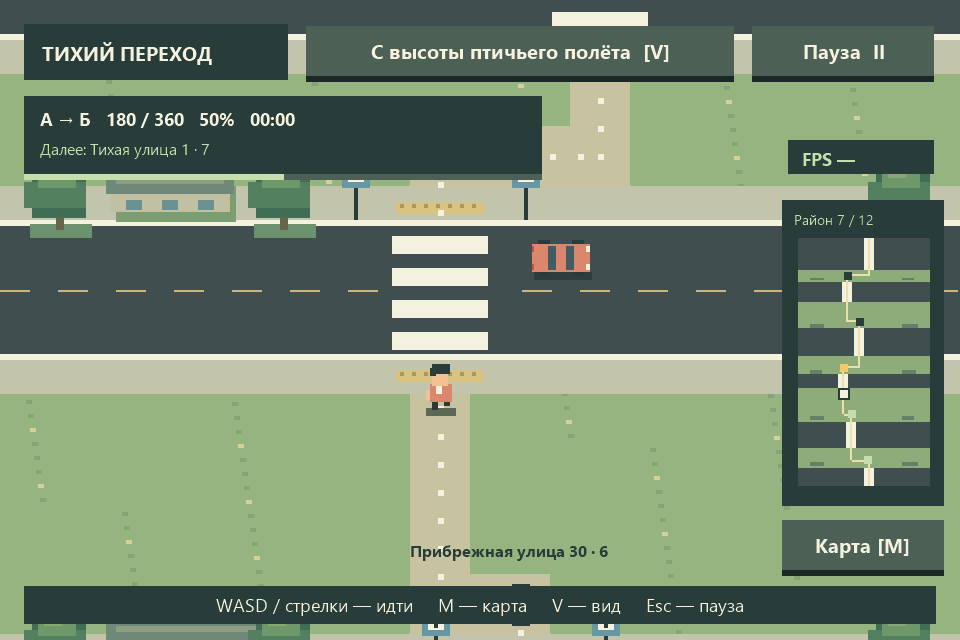 ТИХИЙ ПЕРЕХОД
С высоты птичьего полёта [V]
Пауза II
А → Б 180 / 360 50% 00:00
Далее: Тихая улица 1 · 7
FPS —
Район 7 / 12
Прибрежная улица 30 · 6
Карта [M]
WASD / стрелки — идти M — карта V — вид Esc — пауза